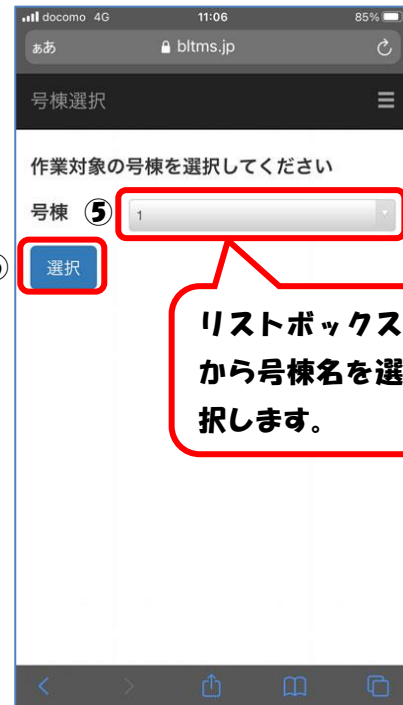 docomo 4G 11:06 85%
ああ bltms.jp
号棟選択
作業対象の号棟を選択してください
号棟 ⑤ 1
選択
リストボックス
から号棟名を選
択します。